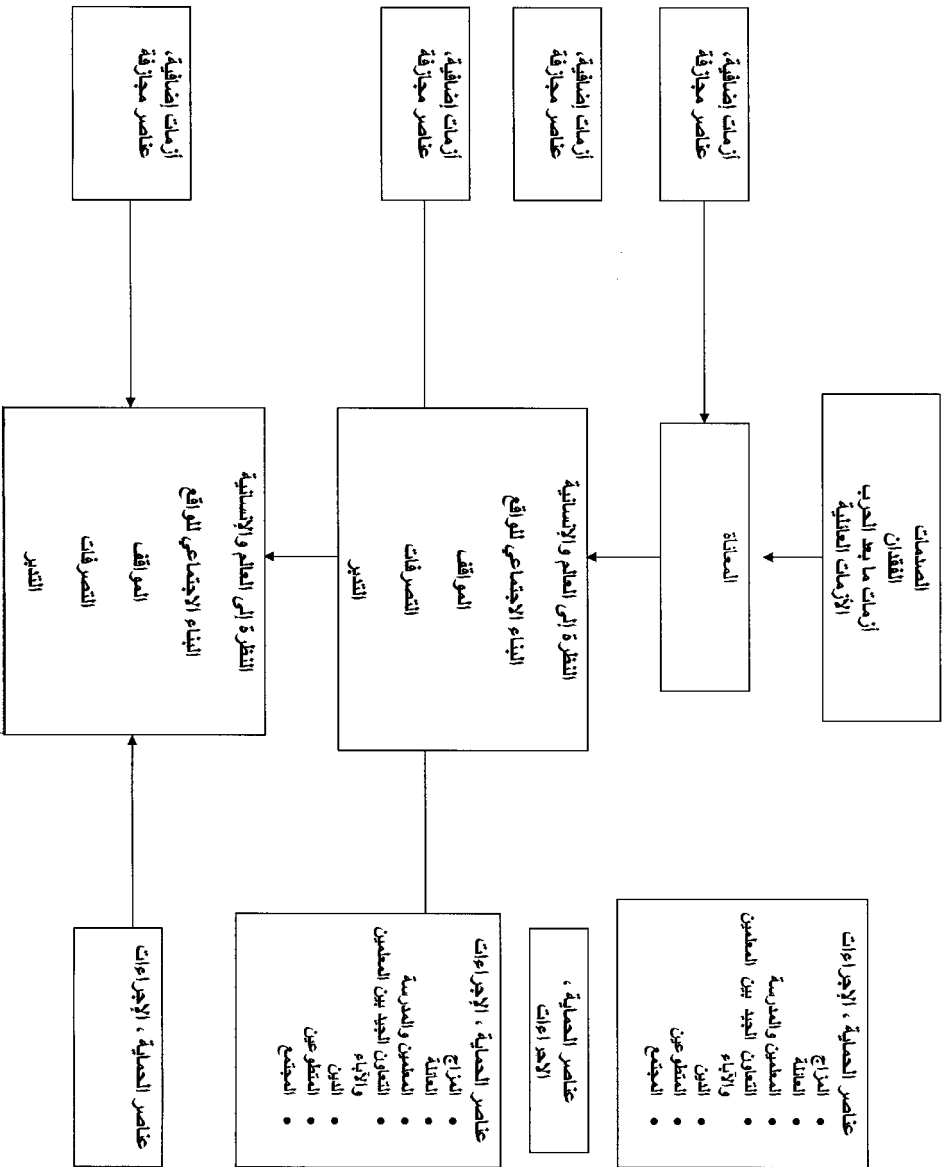 الصدمات
الفقدان
أزمات ما بعد الحرب
الأزمات العائلية
عناصر الحماية ، الإجراءات
• المزاج
• العائلة
• المعلمين والمدرسة
• التعاون الجيد بين المعلمين
والآباء
• الدين
• المتطوعين
• المجتمع
المعاناة
أزمات إضافية،
عناصر مجازفة
عناصر الحماية ،
الاجراءات
أزمات إضافية،
عناصر مجازفة
النظرة إلى العالم والإنسانية
البناء الاجتماعي للواقع
المواقف
التصرفات
التدبر
عناصر الحماية ، الإجراءات
• المزاج
• العائلة
• المعلمين والمدرسة
• التعاون الجيد بين المعلمين
والآباء
• الدين
• المتطوعين
• المجتمع
أزمات إضافية،
عناصر مجازفة
النظرة إلى العالم والإنسانية
البناء الاجتماعي للواقع
المواقف
التصرفات
التدبر
عناصر الحماية ، الإجراءات
أزمات إضافية،
عناصر مجازفة